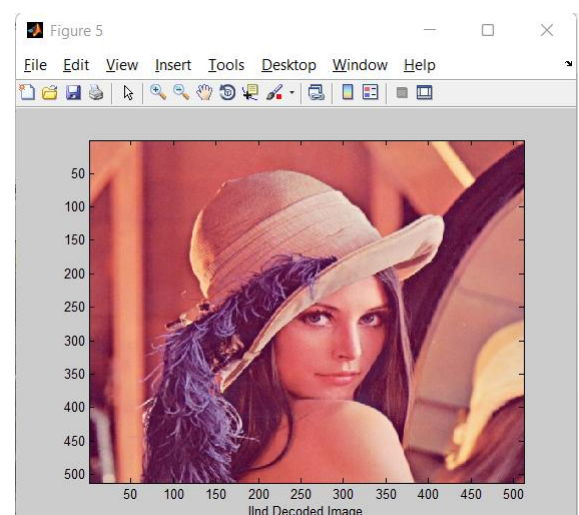 Figure 5
File Edit View Insert Tools Desktop Window Help
50
100
150
200
250
300
350
400
450
500
50 100 150 200 250 300 350 400 450 500
IInd Decoded Image